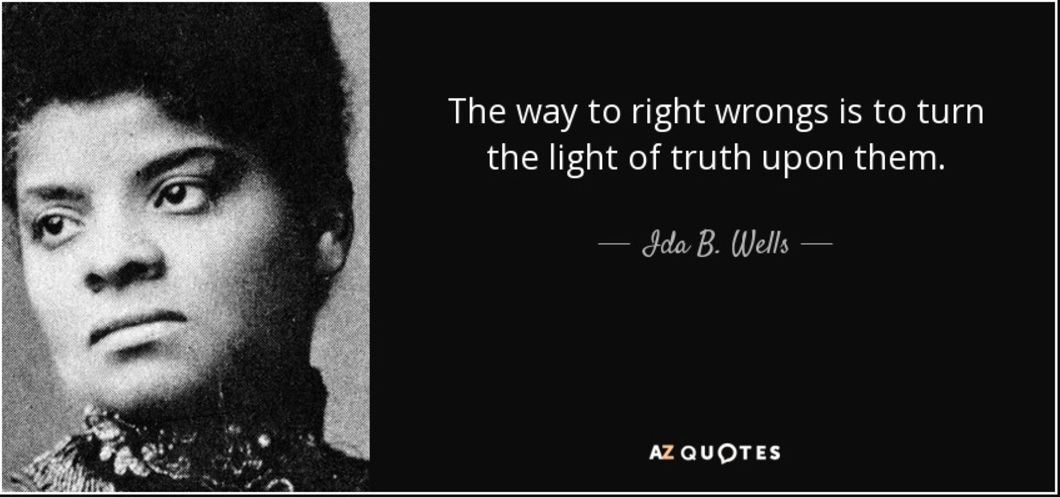 The way to right wrongs is to turn
the light of truth upon them.
— Ida B. Wells —
AZ QUOTES